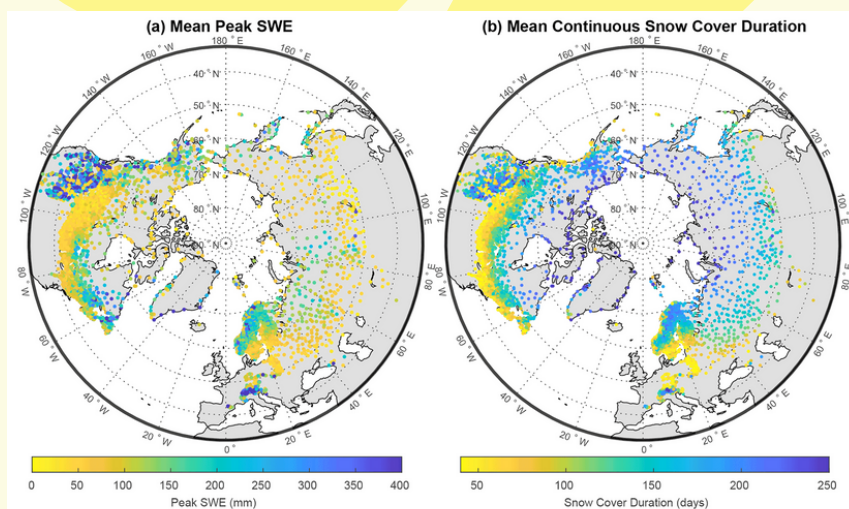 (a) Mean Peak SWE
(b) Mean Continuous Snow Cover Duration
180° E
160° W
160° E
140° W
140° E
120° W
120° E
100° W
100° E
80° W
80° E
60° W
60° E
40° W
40° E
20° W
20° E
0°
40° N
50° N
60° N
70° N
80° N
90° N
180° E
160° W
160° E
140° W
140° E
120° W
120° E
100° W
100° E
80° W
80° E
60° W
60° E
40° W
40° E
20° W
20° E
0°
40° N
50° N
60° N
70° N
80° N
90° N
0 50 100 150 200 250 300 350 400
Peak SWE (mm)
50 100 150 200 250
Snow Cover Duration (days)